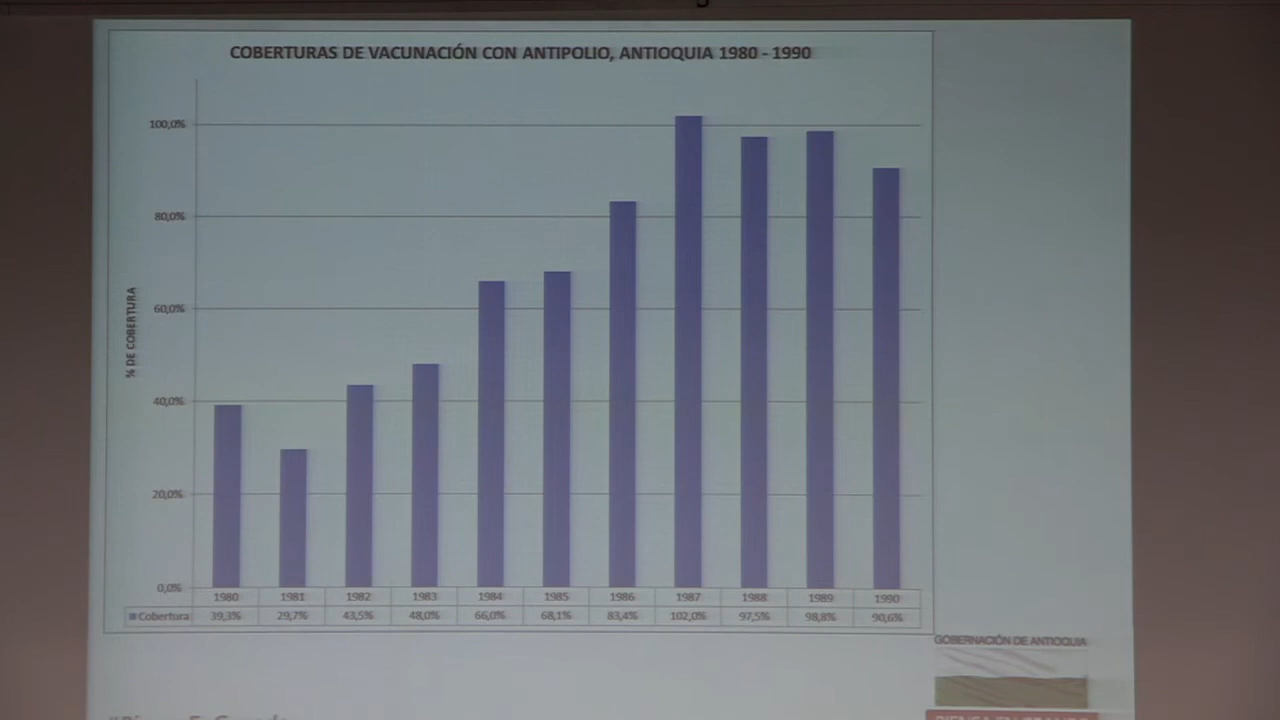 COBERTURAS DE VACUNACIÓN CON ANTIPOLIO, ANTIOQUIA 1980 - 1990
100,0%
80,0%
60,0%
40,0%
20,0%
0,0%
% DE COBERTURA
1980 1981 1982 1983 1984 1985 1986 1987 1988 1989 1990
Cobertura 39,3% 29,7% 43,5% 48,0% 66,0% 68,1% 83,4% 102,0% 97,5% 98,8% 90,6%
GOBERNACIÓN DE ANTIOQUIA